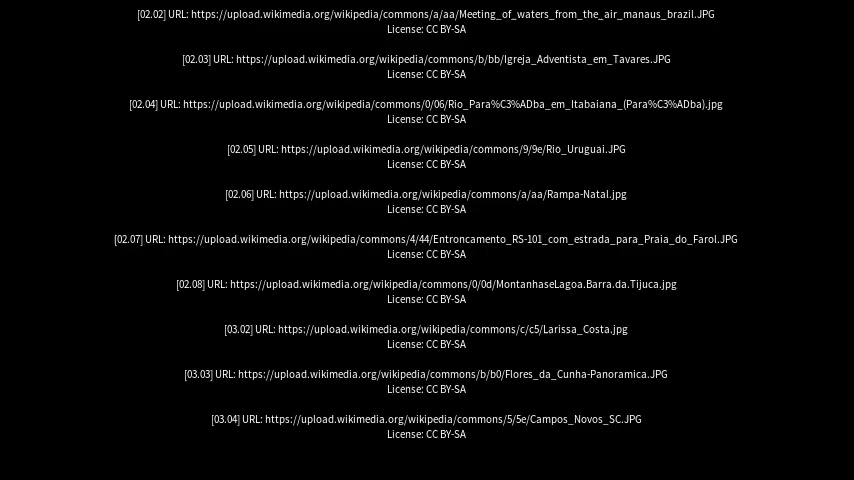 [02.02] URL: https://upload.wikimedia.org/wikipedia/commons/a/aa/Meeting_of_waters_from_the_air_manaus_brazil.JPG
License: CC BY-SA
[02.03] URL: https://upload.wikimedia.org/wikipedia/commons/b/bb/Igreja_Adventista_em_Tavares.JPG
License: CC BY-SA
[02.04] URL: https://upload.wikimedia.org/wikipedia/commons/0/06/Rio_Para%C3%ADba_em_Itabaiana_(Para%C3%ADba).jpg
License: CC BY-SA
[02.05] URL: https://upload.wikimedia.org/wikipedia/commons/9/9e/Rio_Uruguai.JPG
License: CC BY-SA
[02.06] URL: https://upload.wikimedia.org/wikipedia/commons/a/aa/Rampa-Natal.jpg
License: CC BY-SA
[02.07] URL: https://upload.wikimedia.org/wikipedia/commons/4/44/Entroncamento_RS-101_com_estrada_para_Praia_do_Farol.JPG
License: CC BY-SA
[02.08] URL: https://upload.wikimedia.org/wikipedia/commons/0/0d/MontanhaseLagoa.Barra.da.Tijuca.jpg
License: CC BY-SA
[03.02] URL: https://upload.wikimedia.org/wikipedia/commons/c/c5/Larissa_Costa.jpg
License: CC BY-SA
[03.03] URL: https://upload.wikimedia.org/wikipedia/commons/b/b0/Flores_da_Cunha-Panoramica.JPG
License: CC BY-SA
[03.04] URL: https://upload.wikimedia.org/wikipedia/commons/5/5e/Campos_Novos_SC.JPG
License: CC BY-SA